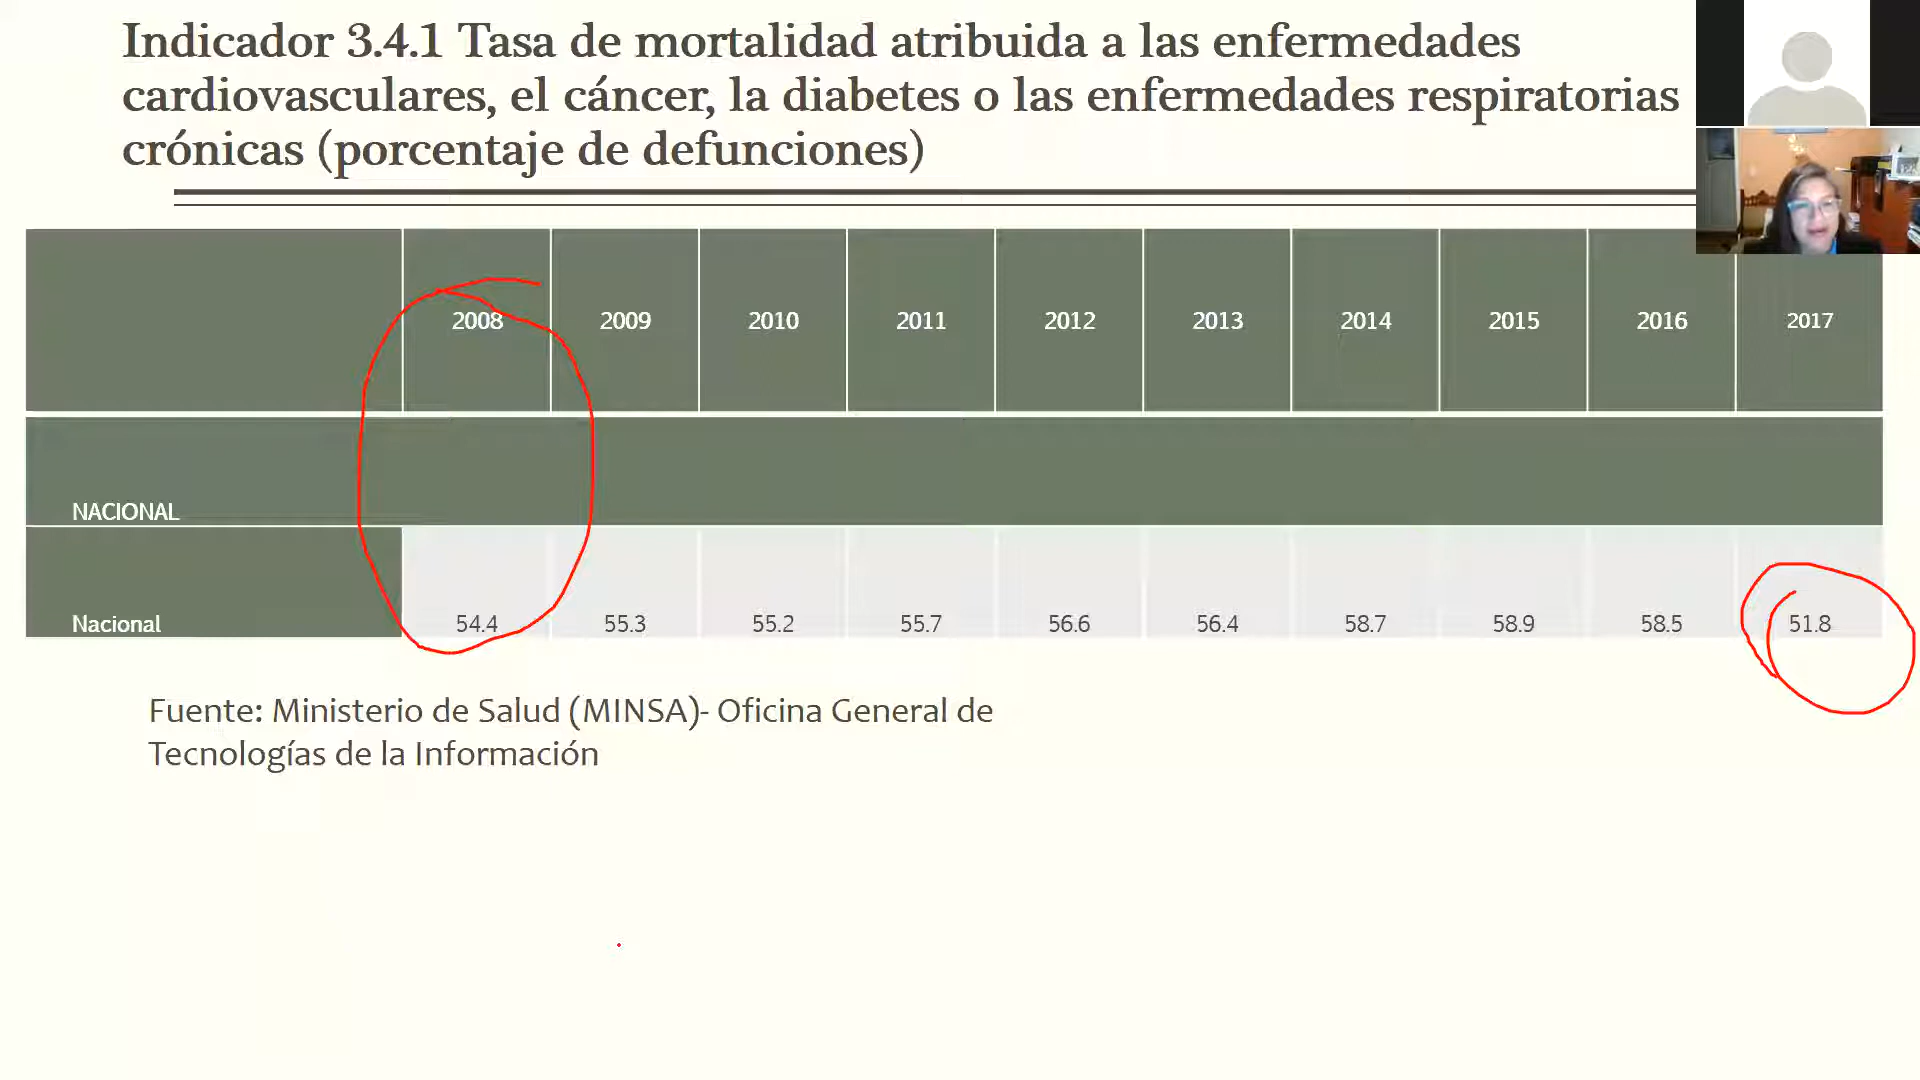 Indicador 3.4.1 Tasa de mortalidad atribuida a las enfermedades
cardiovasculares, el cáncer, la diabetes o las enfermedades respiratorias
crónicas (porcentaje de defunciones)
2008 2009 2010 2011 2012 2013 2014 2015 2016 2017
NACIONAL
Nacional 54.4 55.3 55.2 55.7 56.6 56.4 58.7 58.9 58.5 51.8
Fuente: Ministerio de Salud (MINSA)- Oficina General de
Tecnologías de la Información